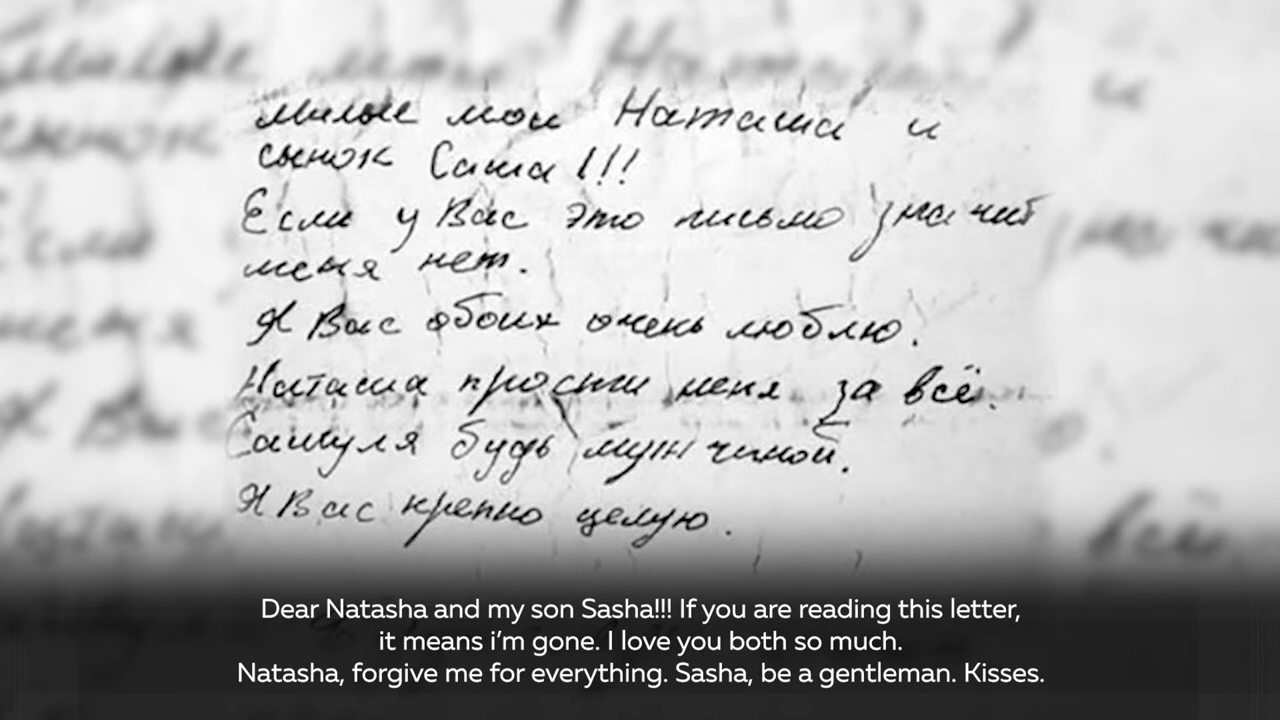 милые мои Наташа и
сынок Саша!!!
Если у Вас это письмо значит
меня нет.
Я Вас обоих очень люблю.
Наташа прости меня за всё.
Сашуля будь мужчиной.
Я Вас крепко целую.
Dear Natasha and my son Sasha!!! If you are reading this letter,
it means i'm gone. I love you both so much.
Natasha, forgive me for everything. Sasha, be a gentleman. Kisses.